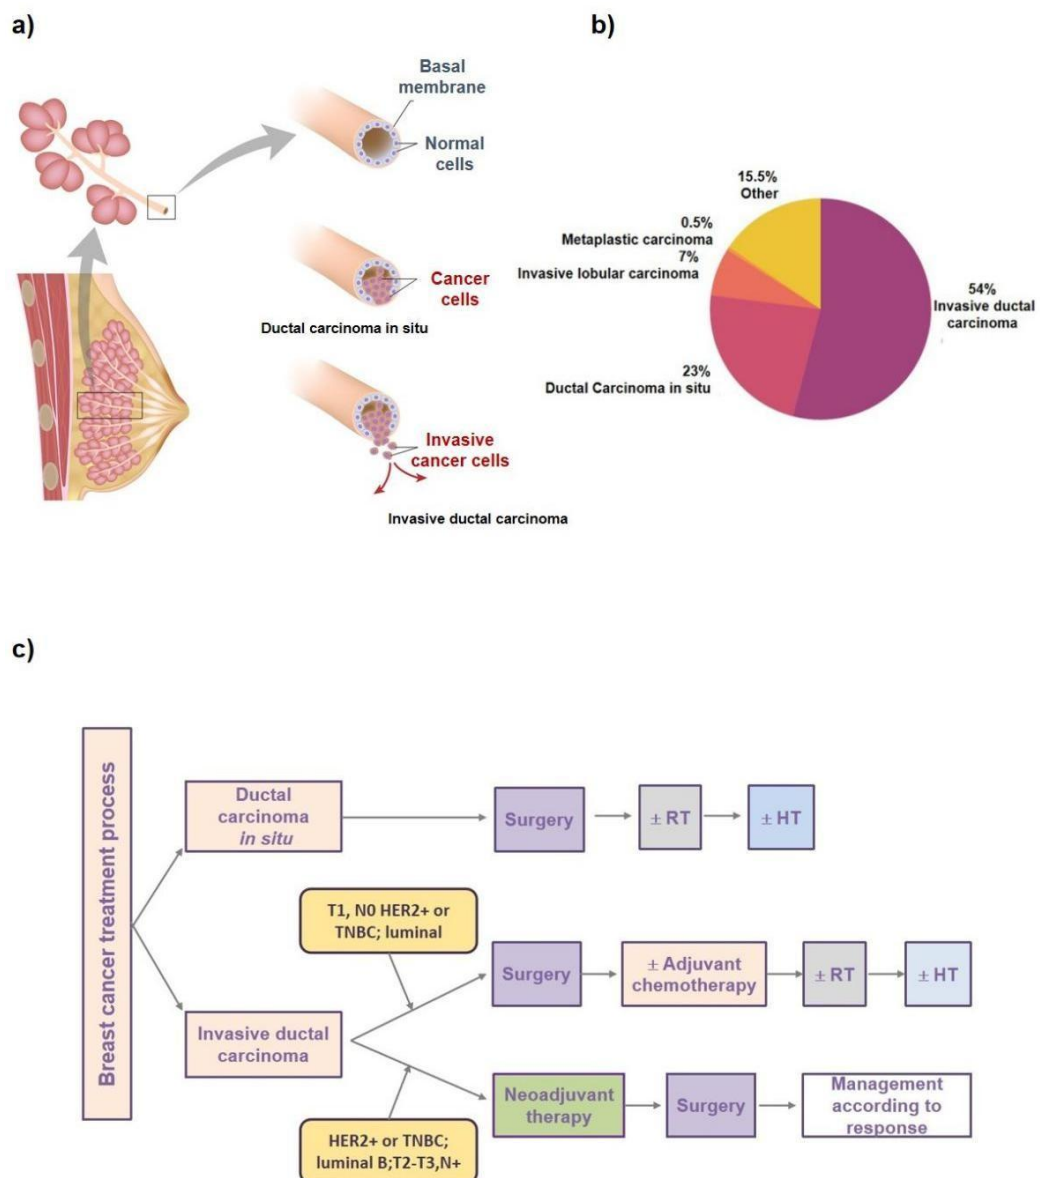 a)
Basal
membrane
Normal
cells
Cancer
cells
Ductal carcinoma in situ
Invasive
cancer cells
Invasive ductal carcinoma
b)
15.5%
Other
0.5%
Metaplastic carcinoma
7%
Invasive lobular carcinoma
54%
Invasive ductal
carcinoma
23%
Ductal Carcinoma in situ
c)
Breast cancer treatment process
Ductal
carcinoma
in situ
Surgery
± RT
± HT
T1, N0 HER2+ or
TNBC; luminal
Surgery
± Adjuvant
chemotherapy
± RT
± HT
Invasive ductal
carcinoma
Neoadjuvant
therapy
Surgery
Management
according to
response
HER2+ or TNBC;
luminal B;T2-T3,N+